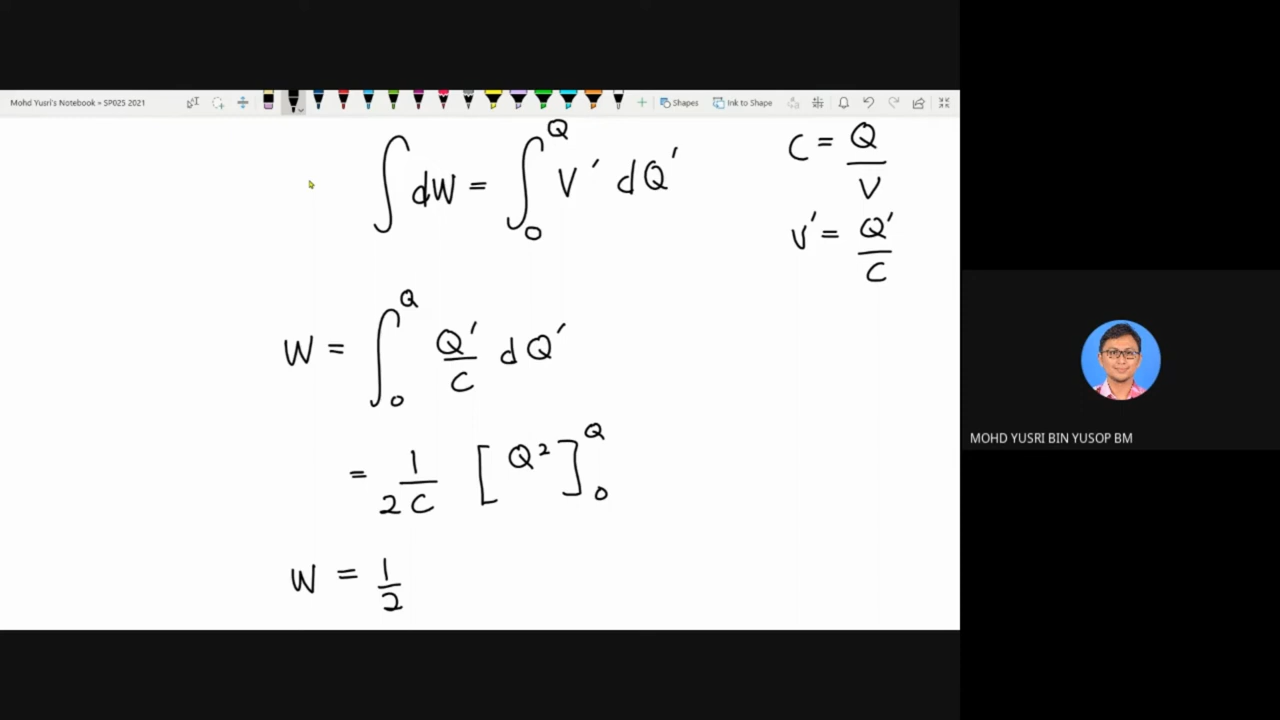 Mohd Yusri's Notebook » SP025 2021
Shapes
Ink to Shape
∫ dW = ∫₀^Q V′ dQ′
C = Q/V
V′ = Q′/C
W = ∫₀^Q Q′/C dQ′
= 1/2C [Q²]₀^Q
W = 1/2
MOHD YUSRI BIN YUSOP BM